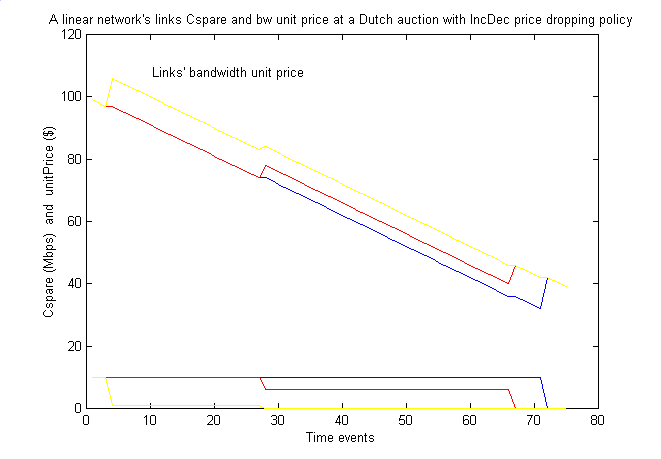 A linear network's links Cspare and bw unit price at a Dutch auction with IncDec price dropping policy
120
Links' bandwidth unit price
100
80
60
40
20
0
Cspare (Mbps) and unitPrice ($)
0 10 20 30 40 50 60 70 80
Time events